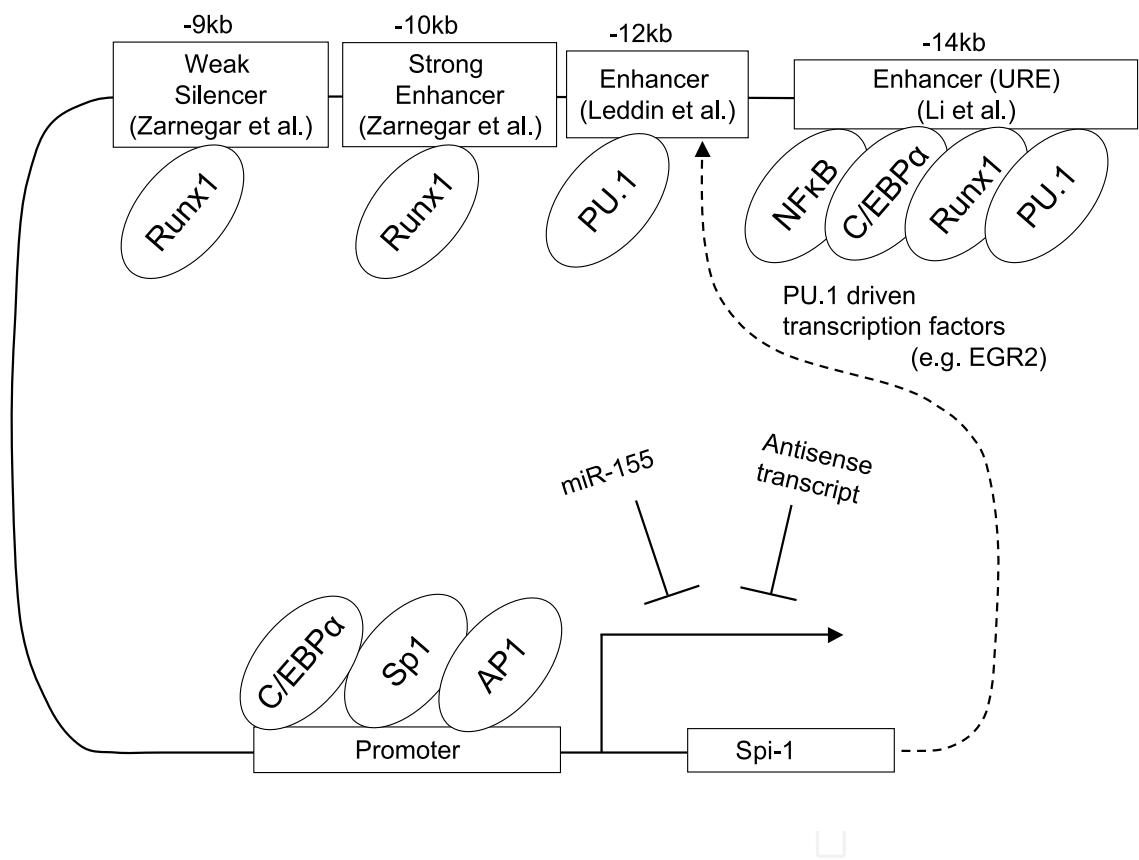 -9kb
-10kb
-12kb
-14kb
Weak
Silencer
(Zarnegar et al.)
Strong
Enhancer
(Zarnegar et al.)
Enhancer
(Leddin et al.)
Enhancer (URE)
(Li et al.)
Runx1
Runx1
PU.1
NFκB
C/EBPα
Runx1
PU.1
PU.1 driven
transcription factors
(e.g. EGR2)
miR-155
Antisense
transcript
C/EBPα
Sp1
AP1
Promoter
Spi-1